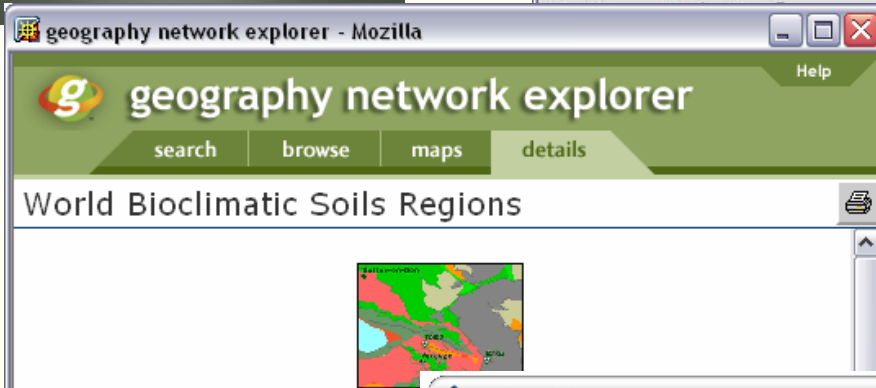 geography network explorer - Mozilla
Help
g geography network explorer
search browse maps details
World Bioclimatic Soils Regions